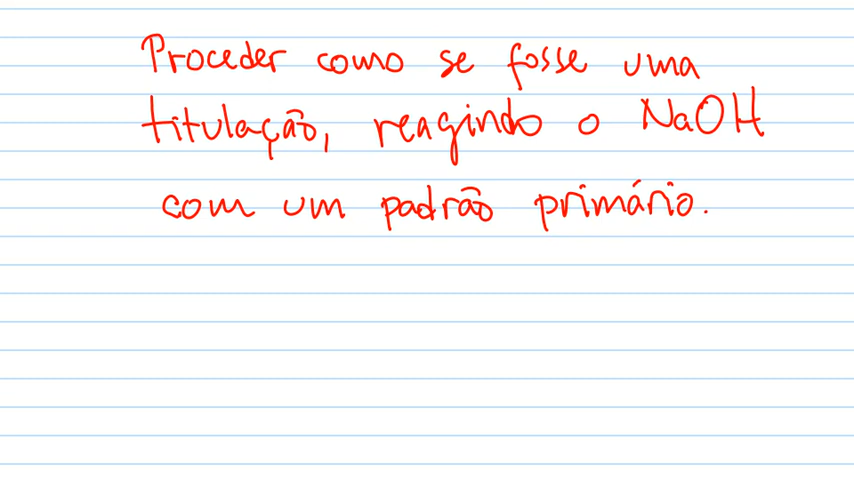 Proceder como se fosse uma
titulação, reagindo o NaOH
com um padrão primário.